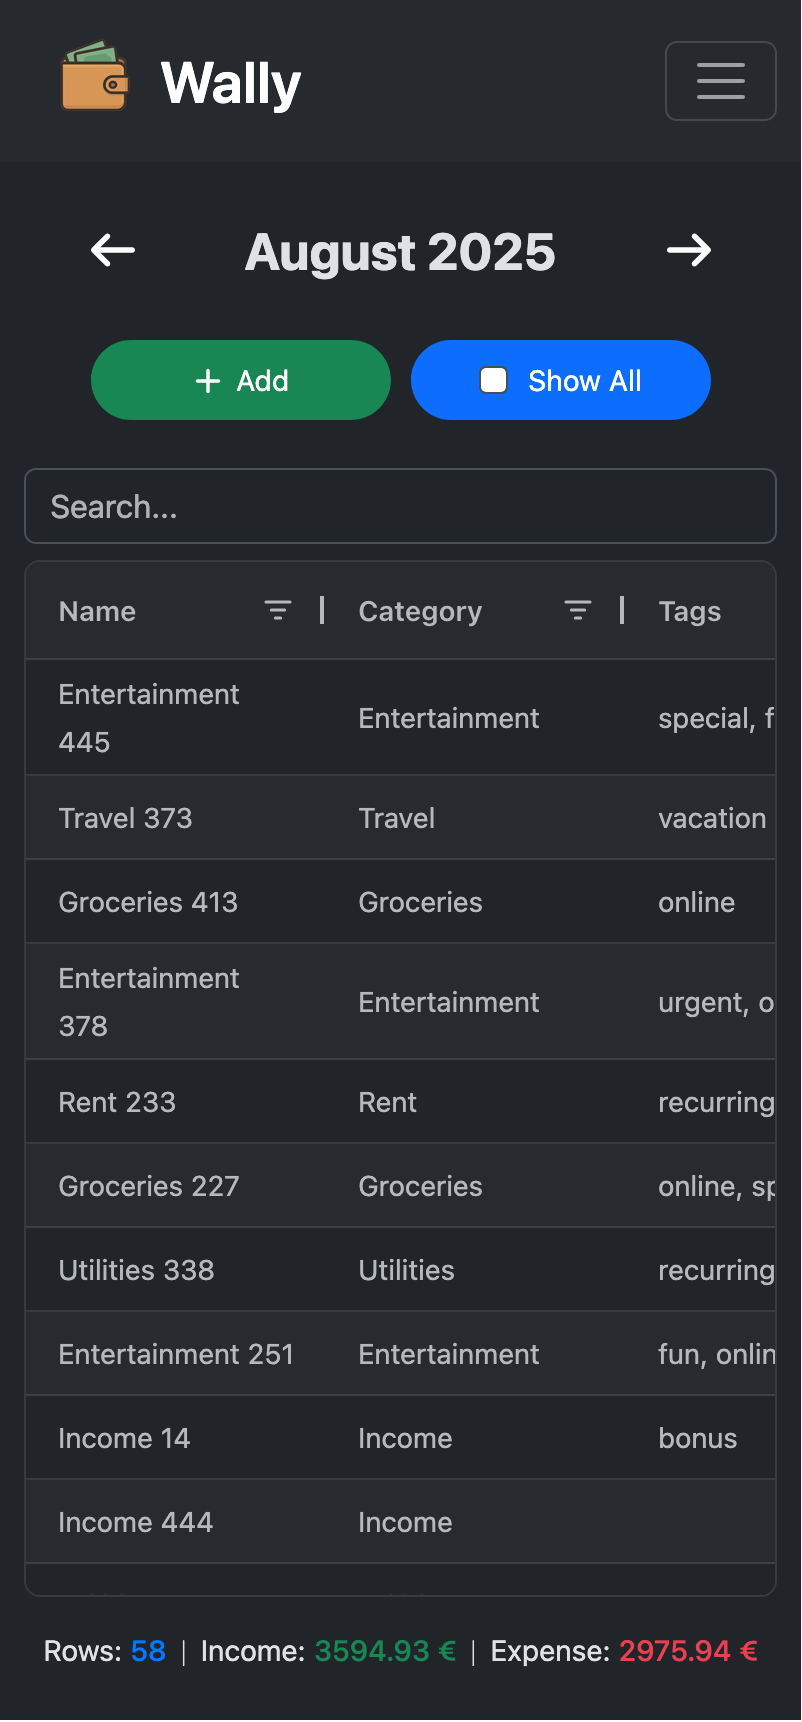 Wally
August 2025
+ Add
Show All
Search...
Name Category Tags
Entertainment 445 Entertainment special, f
Travel 373 Travel vacation
Groceries 413 Groceries online
Entertainment 378 Entertainment urgent, o
Rent 233 Rent recurring
Groceries 227 Groceries online, sp
Utilities 338 Utilities recurring
Entertainment 251 Entertainment fun, onlin
Income 14 Income bonus
Income 444 Income
Rows: 58 | Income: 3594.93 € | Expense: 2975.94 €